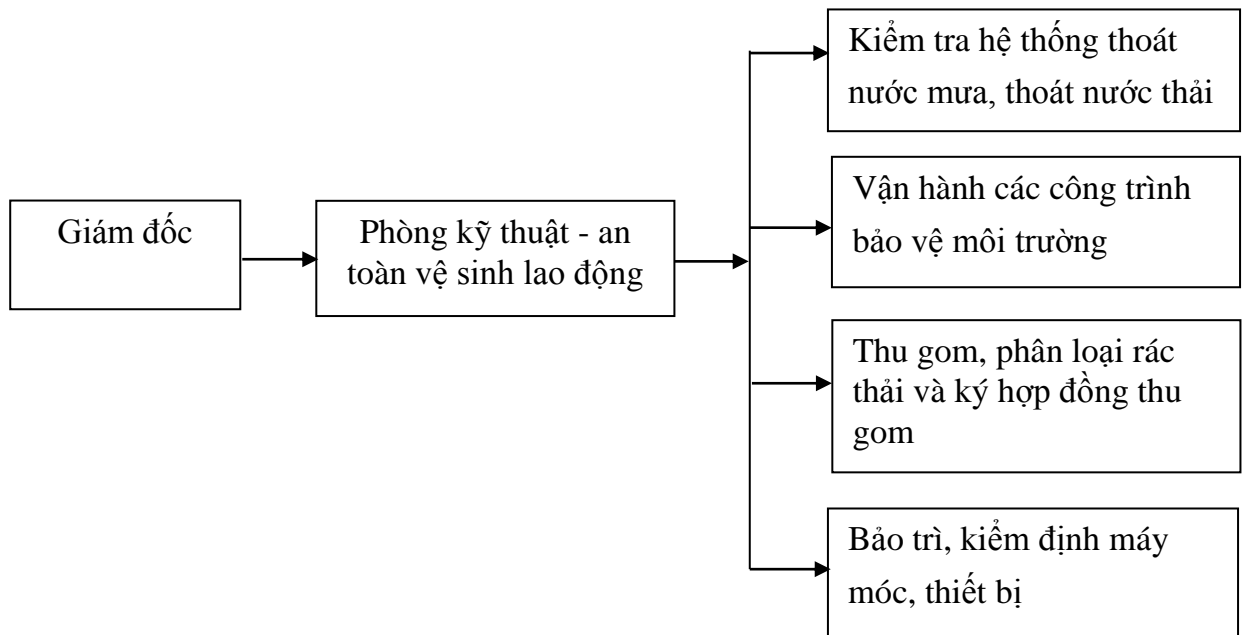 Giám đốc
Phòng kỹ thuật - an
toàn vệ sinh lao động
Kiểm tra hệ thống thoát
nước mưa, thoát nước thải
Vận hành các công trình
bảo vệ môi trường
Thu gom, phân loại rác
thải và ký hợp đồng thu
gom
Bảo trì, kiểm định máy
móc, thiết bị